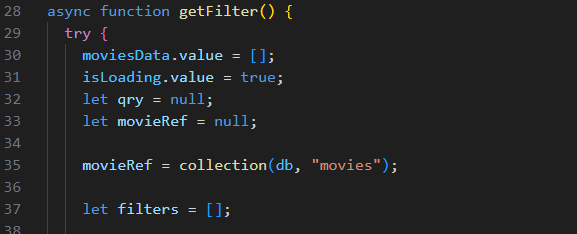 28 async function getFilter() {
29 try {
30 moviesData.value = [];
31 isLoading.value = true;
32 let qry = null;
33 let movieRef = null;
34
35 movieRef = collection(db, "movies");
36
37 let filters = [];
38